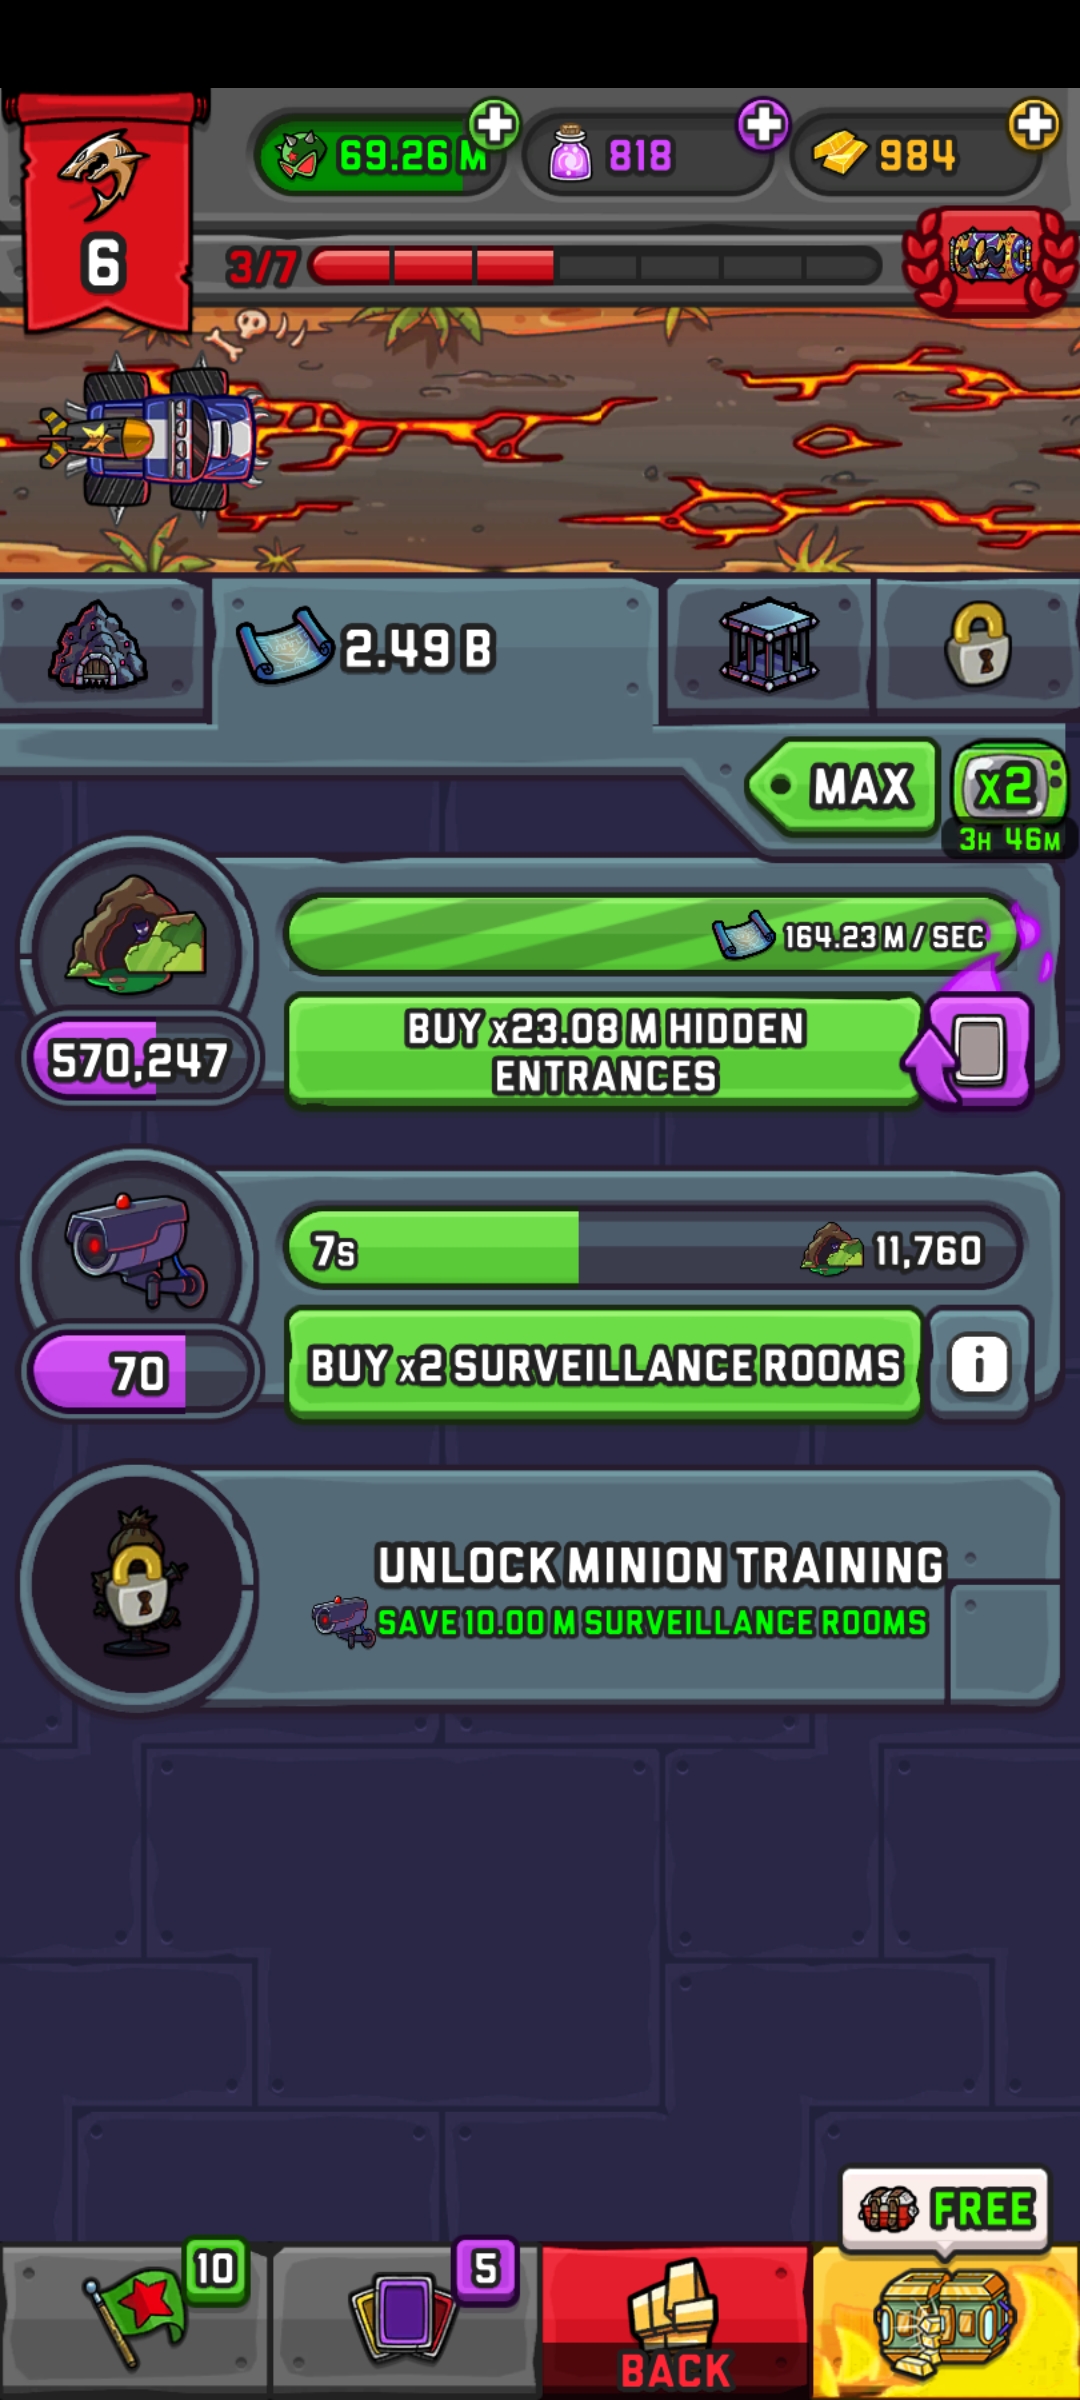 69.26 M
818
984
6
3/7
2.49 B
MAX
x2
3H 46M
164.23 M / SEC
BUY x23.08 M HIDDEN
ENTRANCES
570,247
7s
11,760
BUY x2 SURVEILLANCE ROOMS
i
70
UNLOCK MINION TRAINING
SAVE 10.00 M SURVEILLANCE ROOMS
FREE
10
5
BACK